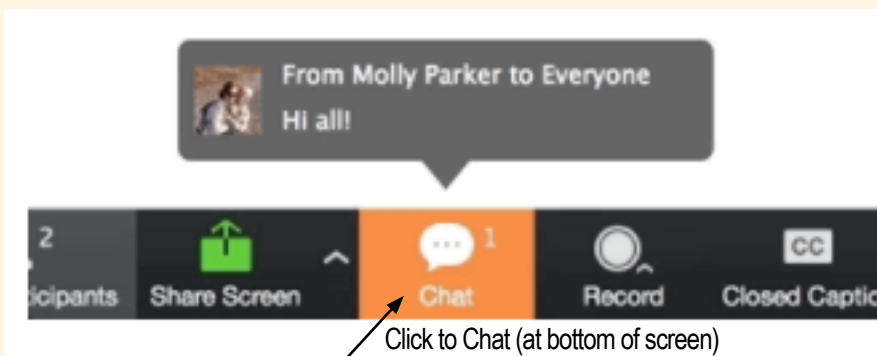 From Molly Parker to Everyone
Hi all!
2
1
CC
icipants Share Screen Chat Record Closed Captio
Click to Chat (at bottom of screen)